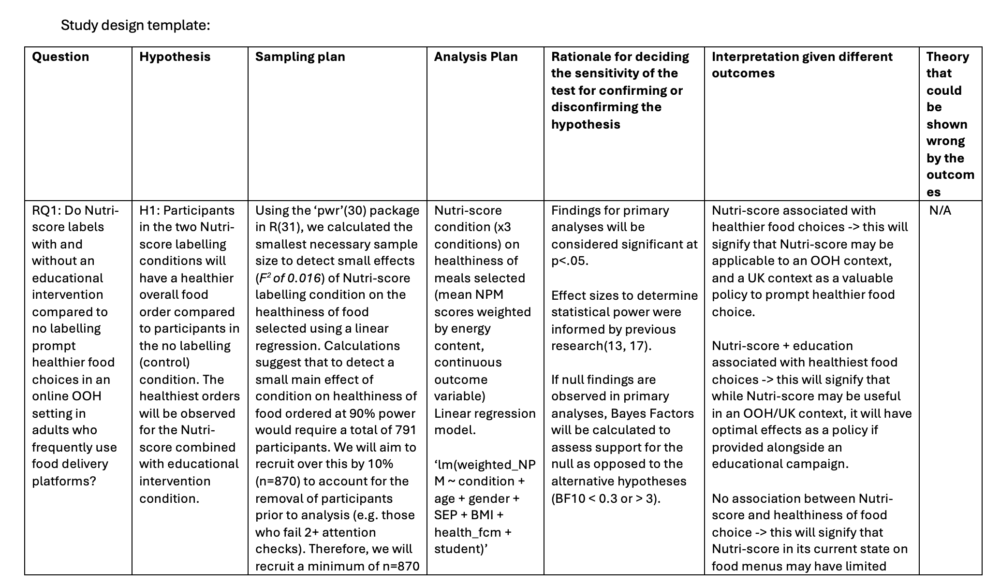 Study design template:
Question
Hypothesis
Sampling plan
Analysis Plan
Rationale for deciding
the sensitivity of the
test for confirming or
disconfirming the
hypothesis
Interpretation given different
outcomes
Theory
that
could
be
shown
wrong
by the
outcom
es
RQ1: Do Nutri-
score labels
with and
without an
educational
intervention
compared to
no labelling
prompt
healthier food
choices in an
online OOH
setting in
adults who
frequently use
food delivery
platforms?
H1: Participants
in the two Nutri-
score labelling
conditions will
have a healthier
overall food
order compared
to participants in
the no labelling
(control)
condition. The
healthiest orders
will be observed
for the Nutri-
score combined
with educational
intervention
condition.
Using the ‘pwr’(30) package
in R(31), we calculated the
smallest necessary sample
size to detect small effects
(F² of 0.016) of Nutri-score
labelling condition on the
healthiness of food
selected using a linear
regression. Calculations
suggest that to detect a
small main effect of
condition on healthiness of
food ordered at 90% power
would require a total of 791
participants. We will aim to
recruit over this by 10%
(n=870) to account for the
removal of participants
prior to analysis (e.g. those
who fail 2+ attention
checks). Therefore, we will
recruit a minimum of n=870
Nutri-score
condition (x3
conditions) on
healthiness of
meals selected
(mean NPM
scores weighted
by energy
content,
continuous
outcome
variable)
Linear regression
model.
‘lm(weighted_NP
M ~ condition +
age + gender +
SEP + BMI +
health_fcm +
student)’
Findings for primary
analyses will be
considered significant at
p<.05.
Effect sizes to determine
statistical power were
informed by previous
research(13, 17).
If null findings are
observed in primary
analyses, Bayes Factors
will be calculated to
assess support for the
null as opposed to the
alternative hypotheses
(BF10 < 0.3 or > 3).
Nutri-score associated with
healthier food choices -> this will
signify that Nutri-score may be
applicable to an OOH context,
and a UK context as a valuable
policy to prompt healthier food
choice.
Nutri-score + education
associated with healthiest food
choices -> this will signify that
while Nutri-score may be useful
in an OOH/UK context, it will have
optimal effects as a policy if
provided alongside an
educational campaign.
No association between Nutri-
score and healthiness of food
choice -> this will signify that
Nutri-score in its current state on
food menus may have limited
N/A